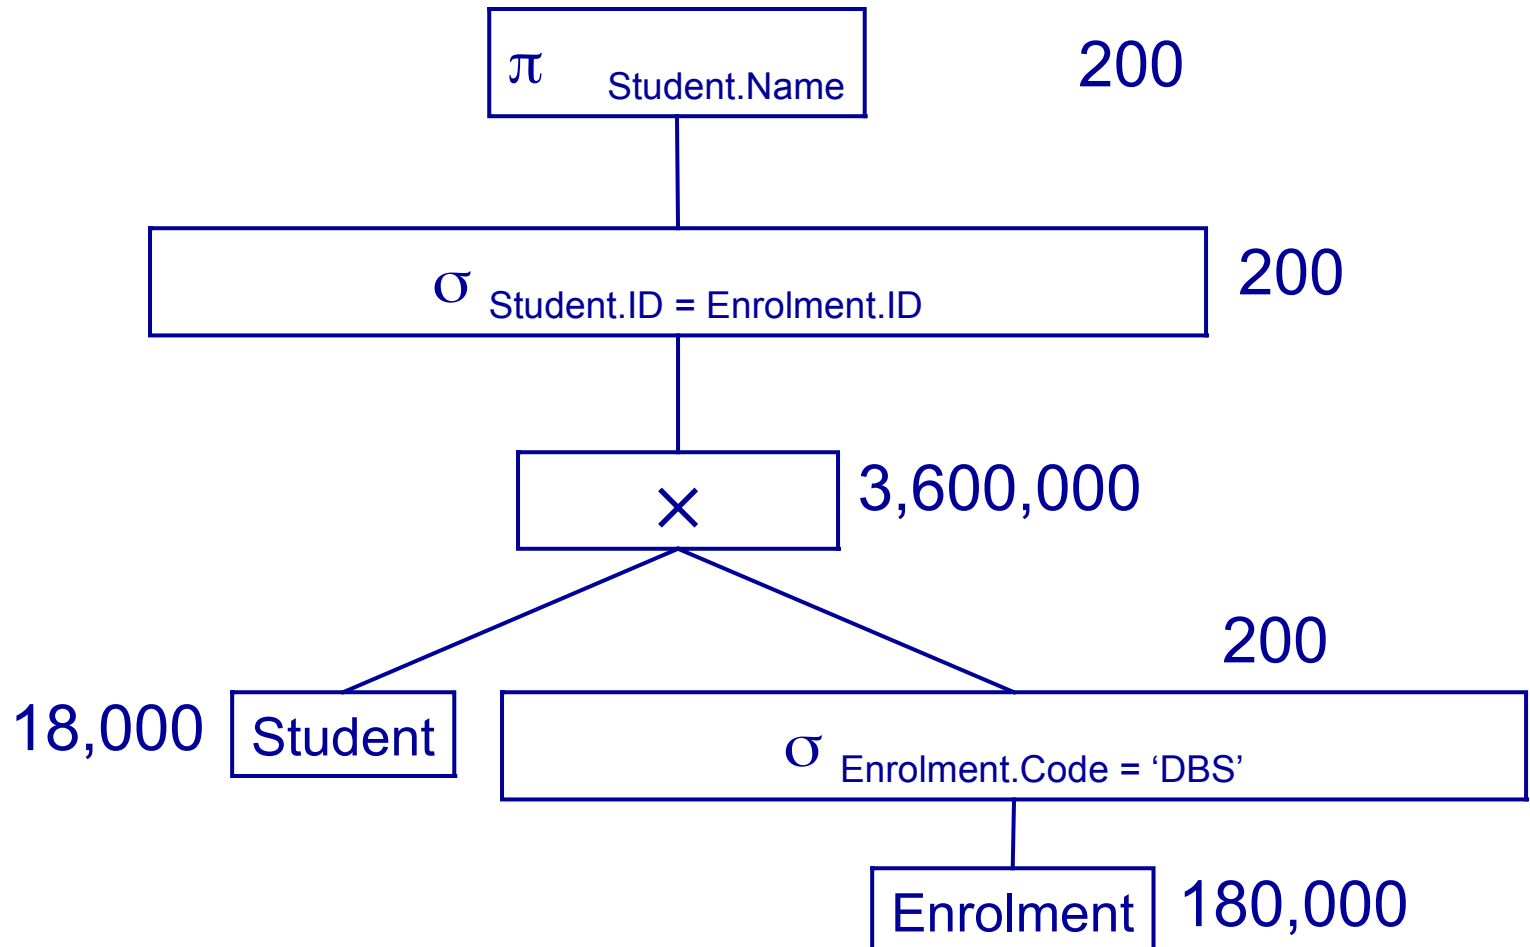 π Student.Name 200
σ Student.ID = Enrolment.ID 200
× 3,600,000
200
18,000 Student σ Enrolment.Code = ‘DBS’
Enrolment 180,000